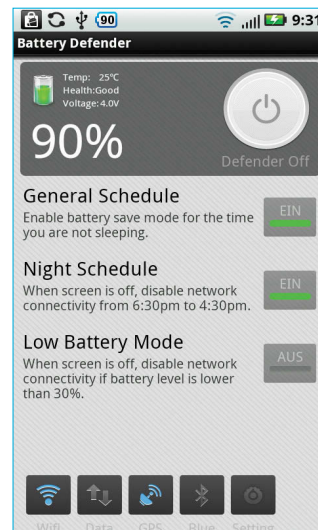 90
9:31
Battery Defender
Temp: 25℃
Health:Good
Voltage: 4.0V
90%
Defender Off
General Schedule
Enable battery save mode for the time
you are not sleeping.
EIN
Night Schedule
When screen is off, disable network
connectivity from 6:30pm to 4:30pm.
EIN
Low Battery Mode
When screen is off, disable network
connectivity if battery level is lower
than 30%.
AUS
Wifi Data GPS Blue Setting